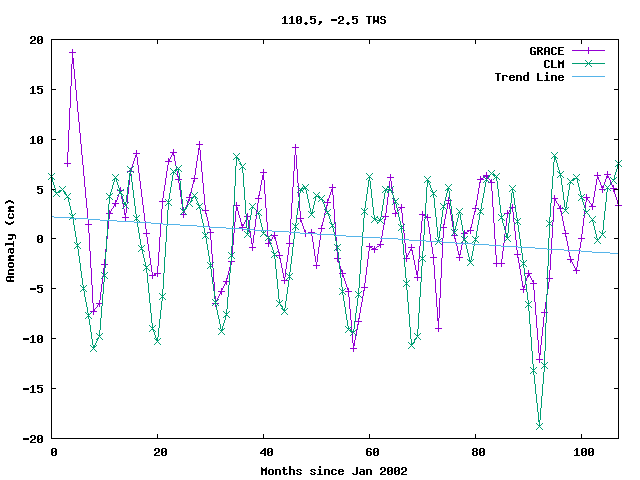 110.5, -2.5 TWS
GRACE
CLM
Trend Line
20
15
10
5
0
-5
-10
-15
-20
Anomaly (cm)
0 20 40 60 80 100
Months since Jan 2002